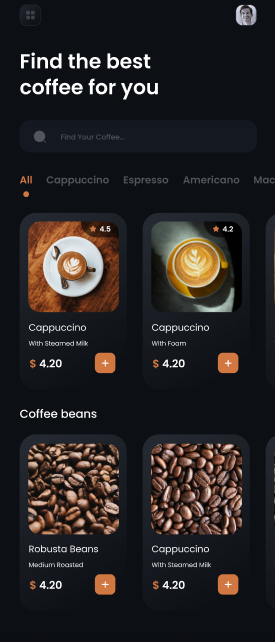 Find the best
coffee for you
Find Your Coffee...
All Cappuccino Espresso Americano Mac
4.5
4.2
Cappuccino
With Steamed Milk
$ 4.20 +
Cappuccino
With Foam
$ 4.20 +
Coffee beans
Robusta Beans
Medium Roasted
$ 4.20 +
Cappuccino
With Steamed Milk
$ 4.20 +